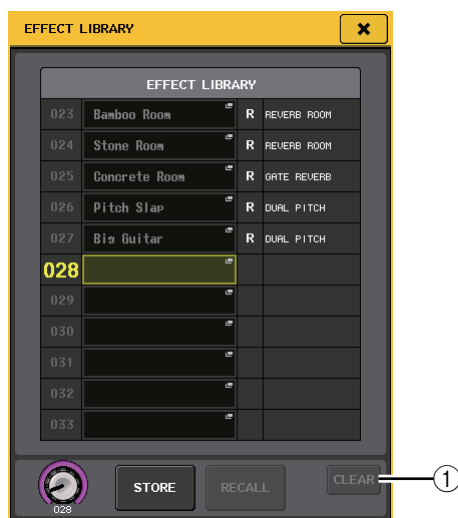 EFFECT LIBRARY
EFFECT LIBRARY
023 Bamboo Room R REVERB ROOM
024 Stone Room R REVERB ROOM
025 Concrete Room R GATE REVERB
026 Pitch Slap R DUAL PITCH
027 Big Guitar R DUAL PITCH
028
029
030
031
032
033
028 STORE RECALL CLEAR 1